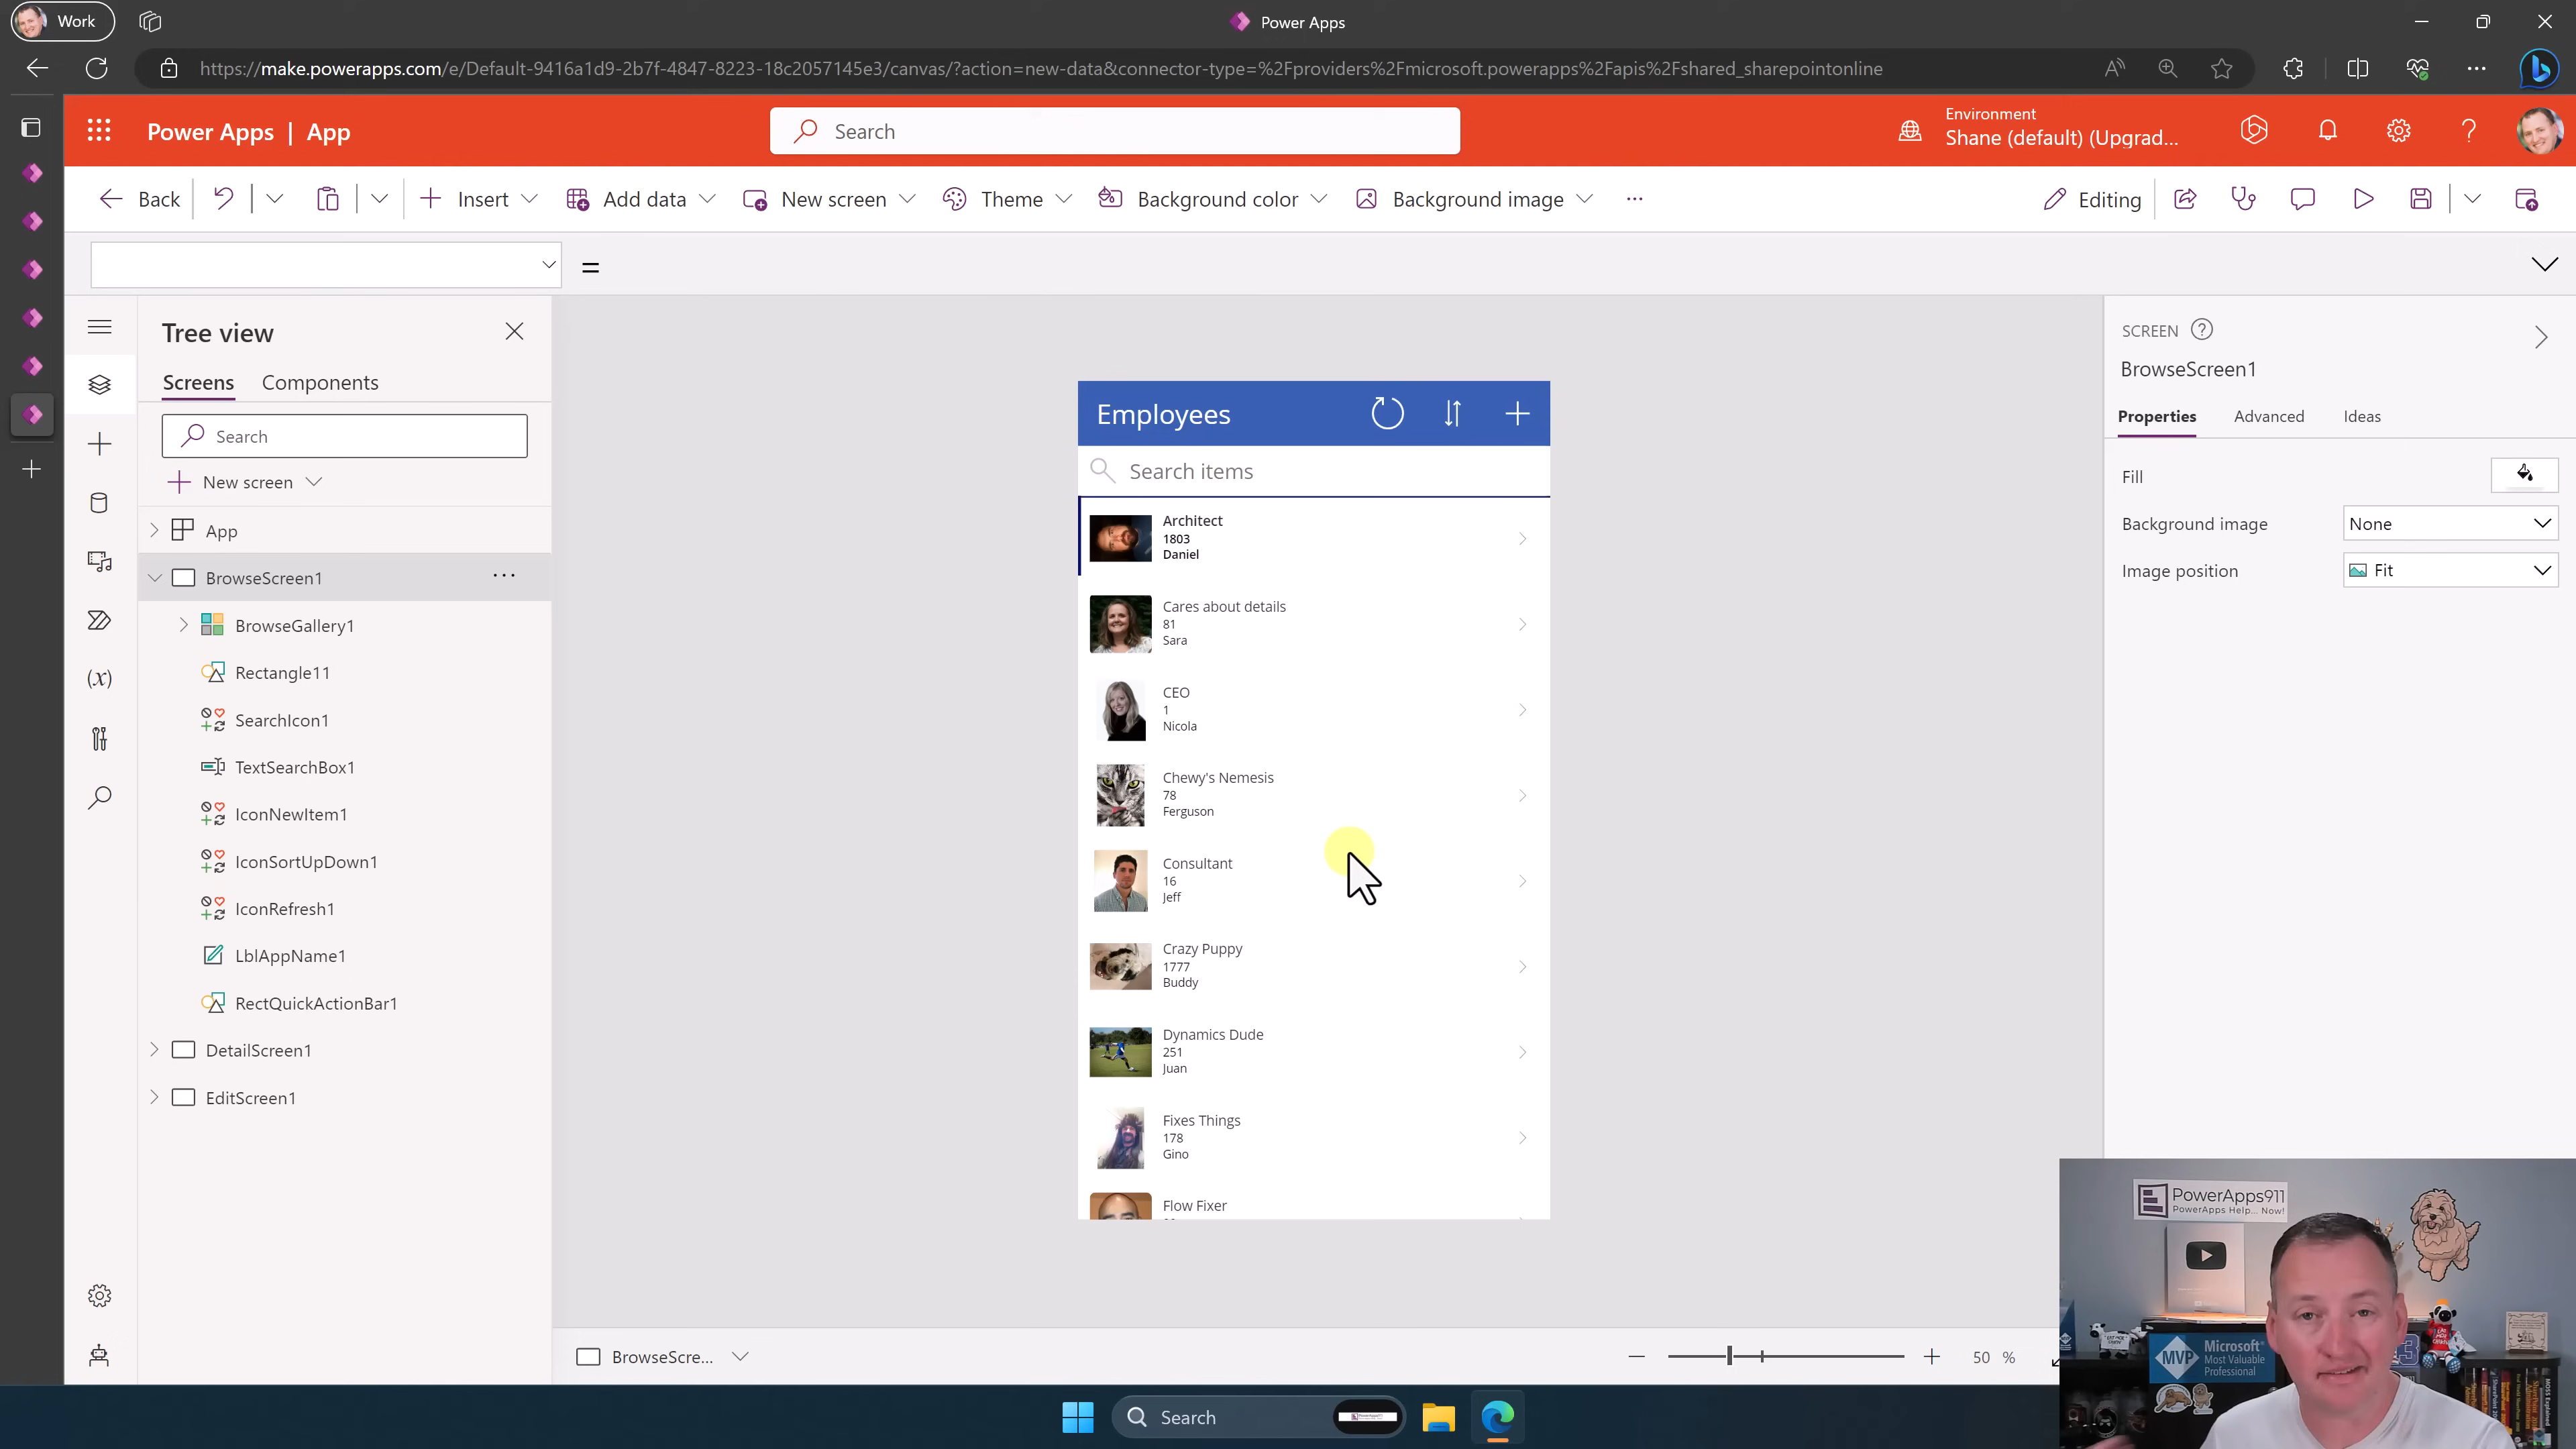 Work
Power Apps
https://make.powerapps.com/e/Default-9416a1d9-2b7f-4847-8223-18c2057145e3/canvas/?action=new-data&connector-type=%2Fproviders%2Fmicrosoft.powerapps%2Fapis%2Fshared_sharepointonline
Power Apps | App
Search
Environment
Shane (default) (Upgrad...
Back
Insert
Add data
New screen
Theme
Background color
Background image
...
Editing
=
Tree view
Screens Components
Search
New screen
App
BrowseScreen1
BrowseGallery1
Rectangle11
SearchIcon1
TextSearchBox1
IconNewItem1
IconSortUpDown1
IconRefresh1
LblAppName1
RectQuickActionBar1
DetailScreen1
EditScreen1
Employees
Search items
Architect
1803
Daniel
Cares about details
81
Sara
CEO
1
Nicola
Chewy's Nemesis
78
Ferguson
Consultant
16
Jeff
Crazy Puppy
1777
Buddy
Dynamics Dude
251
Juan
Fixes Things
178
Gino
Flow Fixer
SCREEN
BrowseScreen1
Properties Advanced Ideas
Fill
Background image None
Image position Fit
BrowseScre...
50 %
PowerApps911
PowerApps Help... Now!
MVP
Microsoft
Most Valuable
Professional
Search